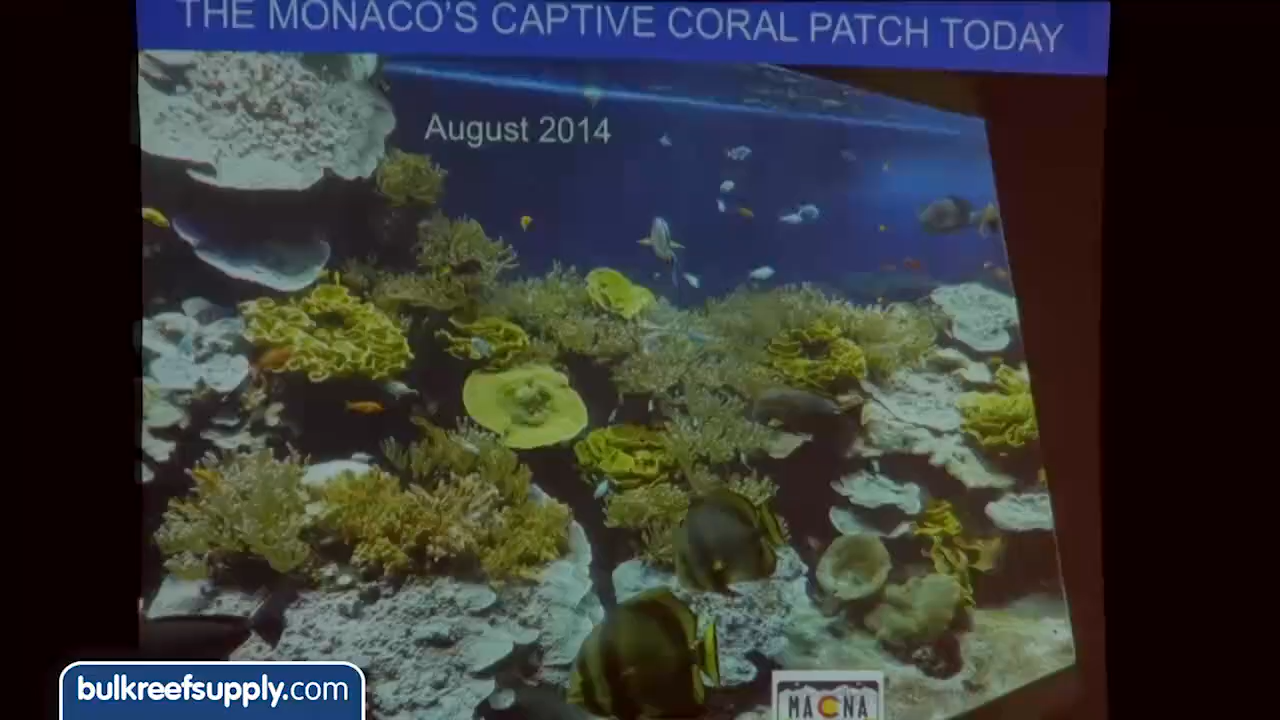 THE MONACO'S CAPTIVE CORAL PATCH TODAY
August 2014
bulkreefsupply.com
MACNA